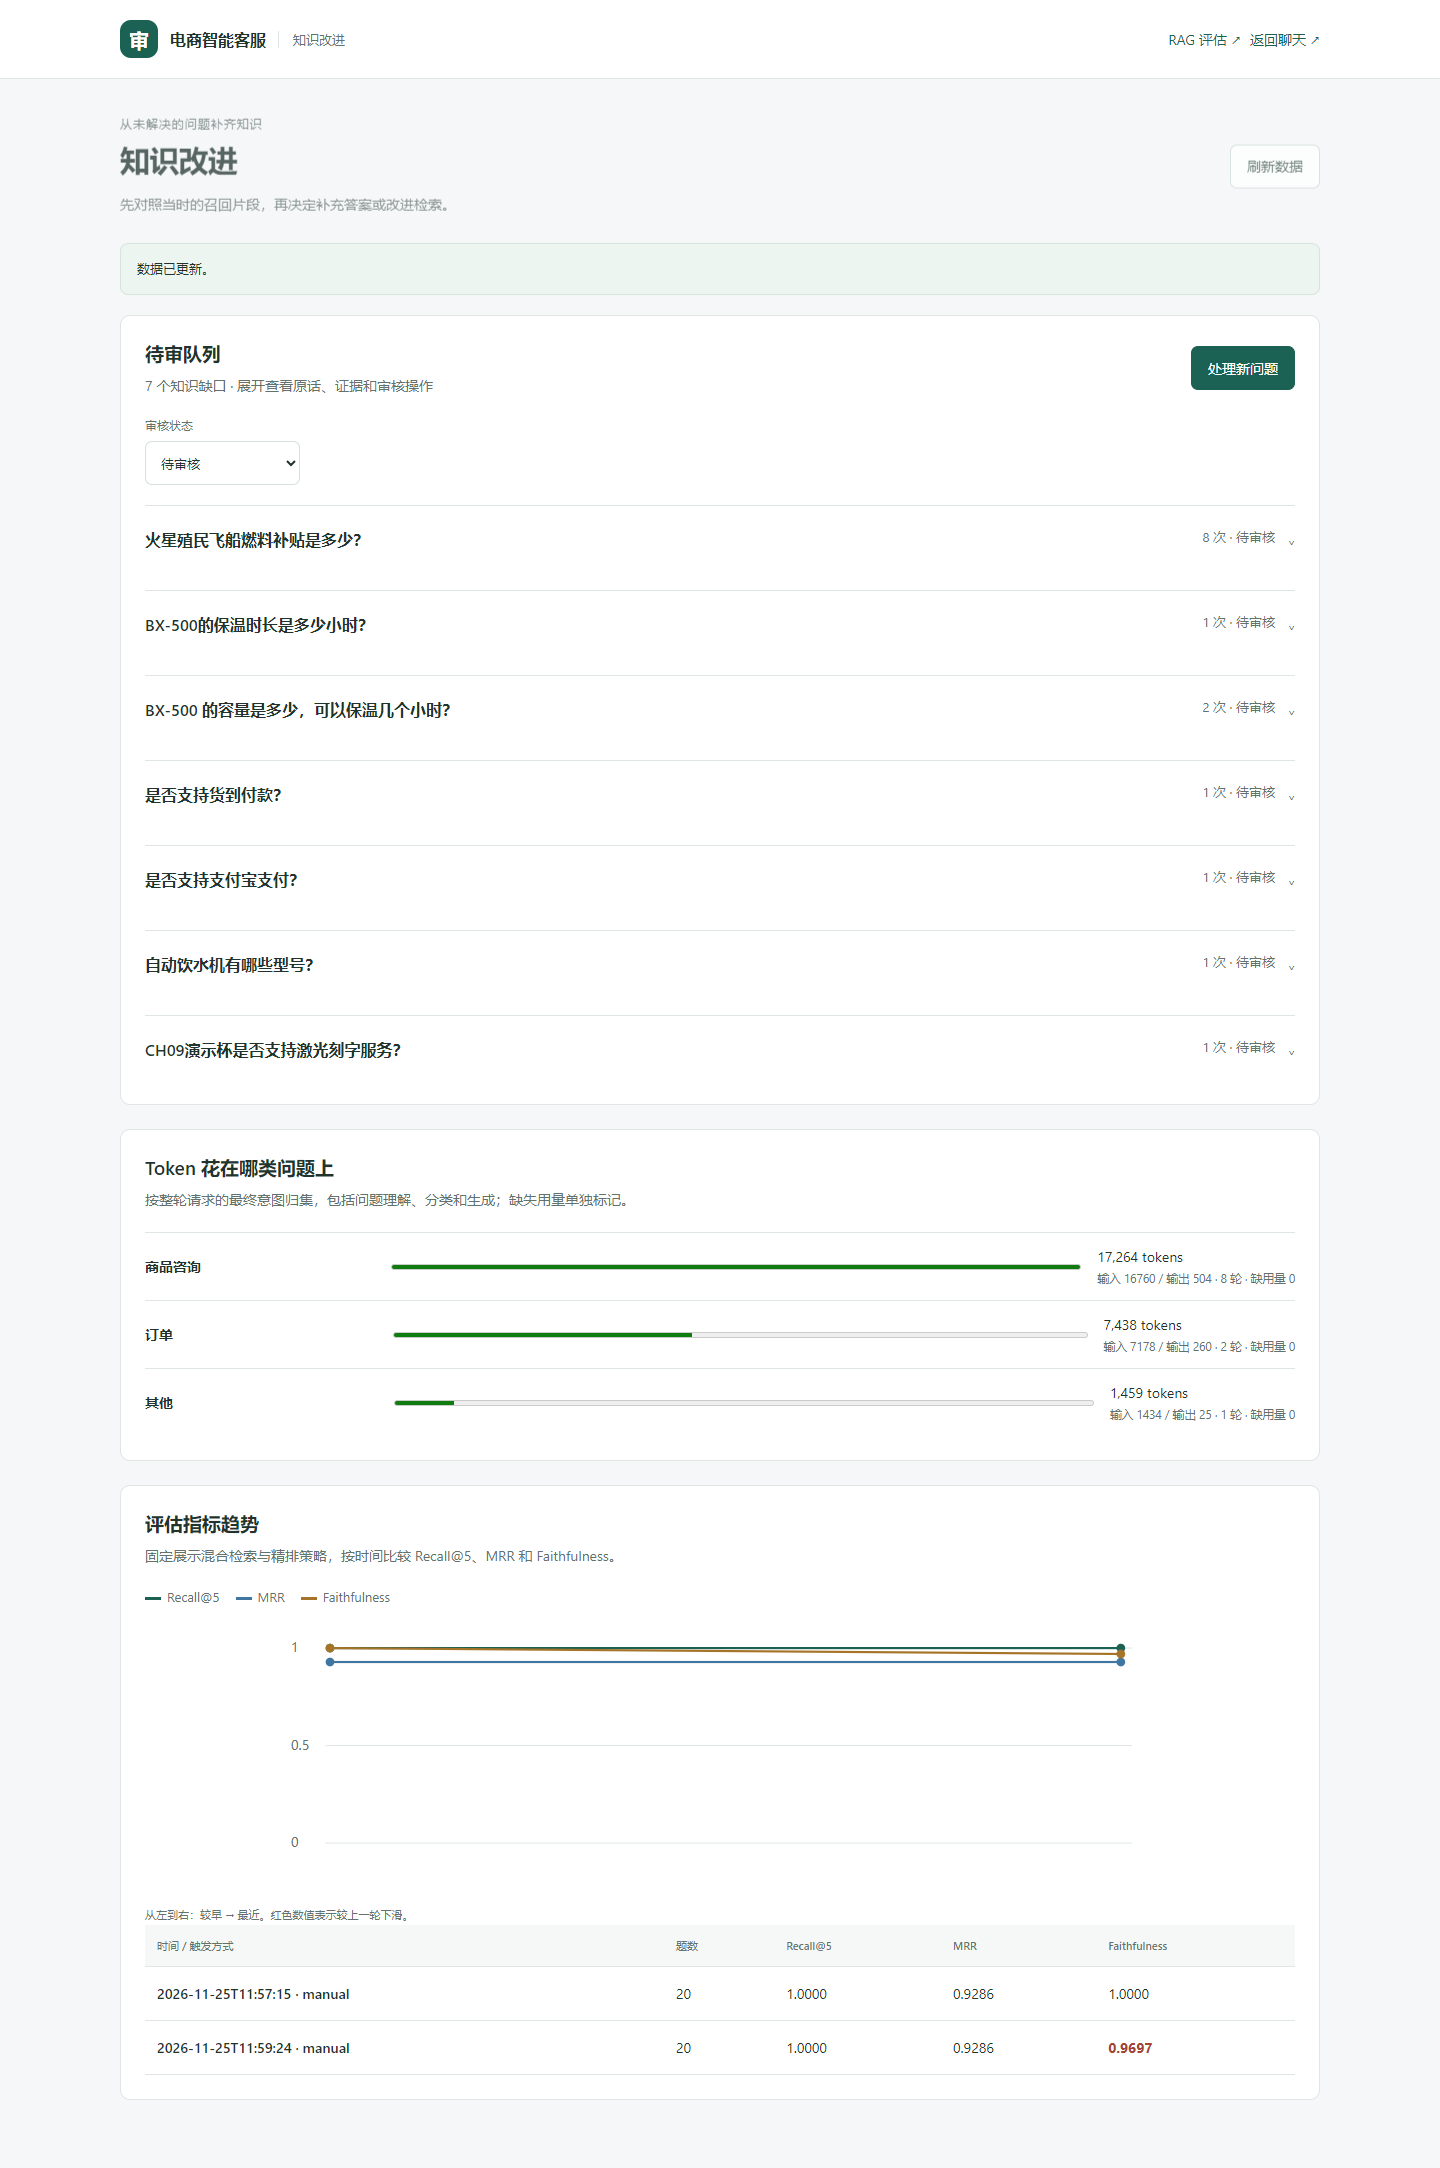 审 电商智能客服 知识改进 RAG 评估 ↗ 返回聊天 ↗
从未解决的问题补齐知识
知识改进
刷新数据
先对照当时的召回片段，再决定补充答案或改进检索。
数据已更新。
待审队列
7 个知识缺口 · 展开查看原话、证据和审核操作
处理新问题
审核状态
待审核
火星殖民飞船燃料补贴是多少？ 8 次 · 待审核
BX-500的保温时长是多少小时？ 1 次 · 待审核
BX-500 的容量是多少，可以保温几个小时？ 2 次 · 待审核
是否支持货到付款？ 1 次 · 待审核
是否支持支付宝支付？ 1 次 · 待审核
自动饮水机有哪些型号？ 1 次 · 待审核
CH09演示杯是否支持激光刻字服务？ 1 次 · 待审核
Token 花在哪类问题上
按整轮请求的最终意图归集，包括问题理解、分类和生成；缺失用量单独标记。
商品咨询 17,264 tokens
输入 16760 / 输出 504 · 8 轮 · 缺用量 0
订单 7,438 tokens
输入 7178 / 输出 260 · 2 轮 · 缺用量 0
其他 1,459 tokens
输入 1434 / 输出 25 · 1 轮 · 缺用量 0
评估指标趋势
固定展示混合检索与精排策略，按时间比较 Recall@5、MRR 和 Faithfulness。
Recall@5 MRR Faithfulness
1
0.5
0
从左到右：较早 → 最近。红色数值表示较上一轮下滑。
时间 / 触发方式 题数 Recall@5 MRR Faithfulness
2026-11-25T11:57:15 · manual 20 1.0000 0.9286 1.0000
2026-11-25T11:59:24 · manual 20 1.0000 0.9286 0.9697